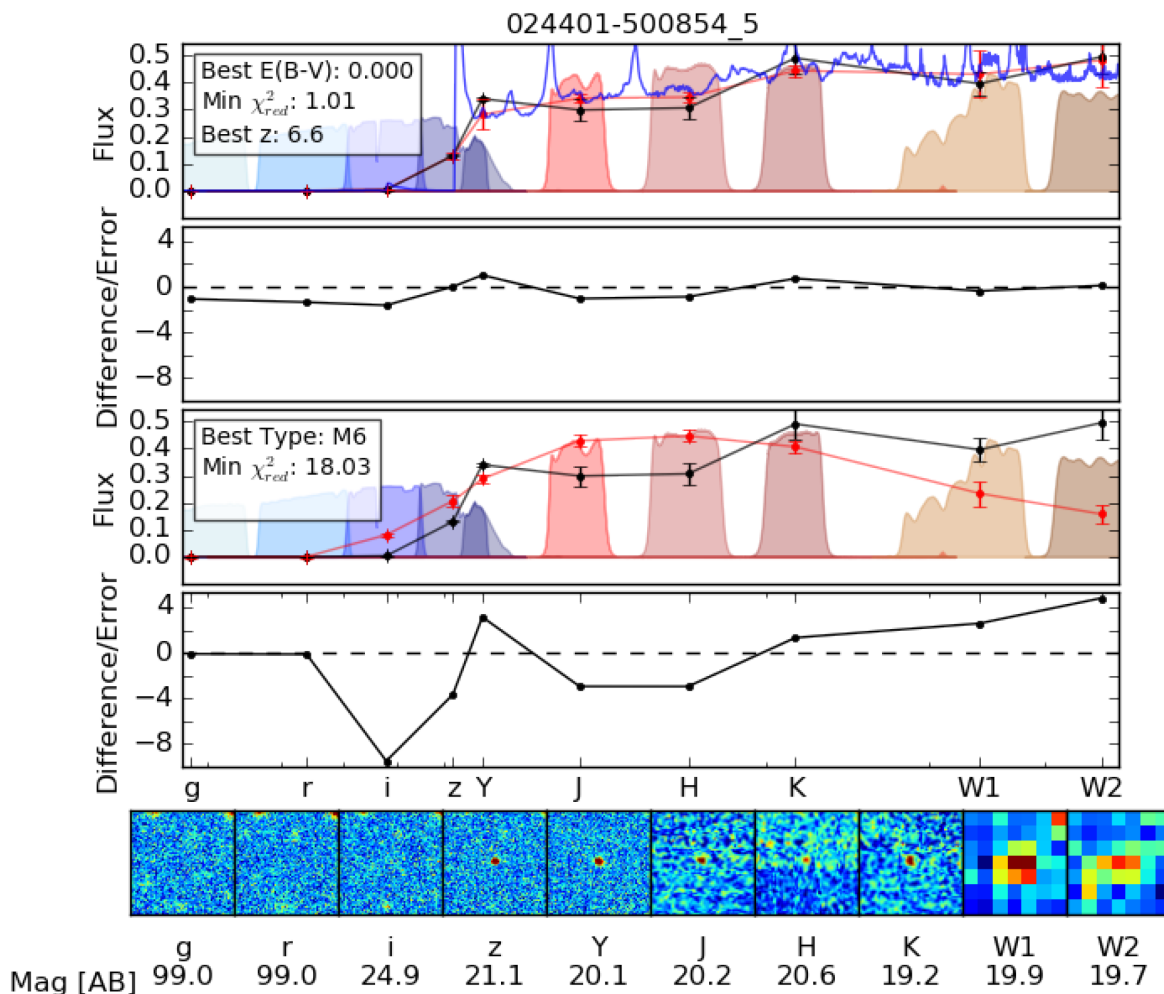 024401-500854_5
Flux
0.5
0.4
0.3
0.2
0.1
0.0
Best E(B-V): 0.000
Min χ²_red: 1.01
Best z: 6.6
Difference/Error
4
0
−4
−8
Flux
0.5
0.4
0.3
0.2
0.1
0.0
Best Type: M6
Min χ²_red: 18.03
Difference/Error
4
0
−4
−8
g r i z Y J H K W1 W2
g r i z Y J H K W1 W2
Mag [AB] 99.0 99.0 24.9 21.1 20.1 20.2 20.6 19.2 19.9 19.7